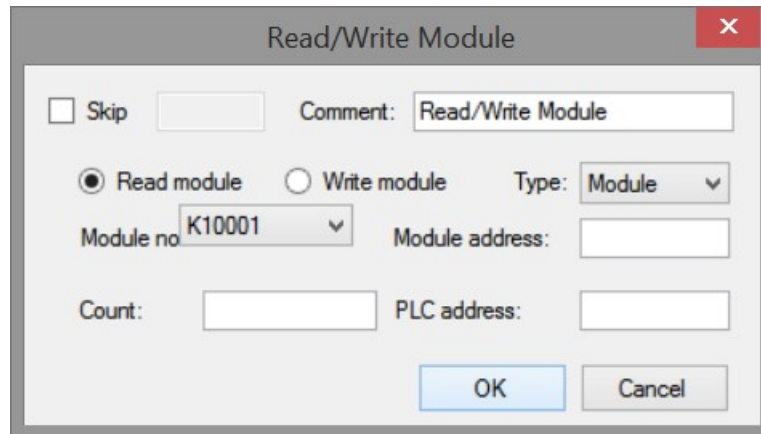 Read/Write Module
Skip Comment: Read/Write Module
Read module Write module Type: Module
Module no K10001 Module address:
Count: PLC address:
OK Cancel